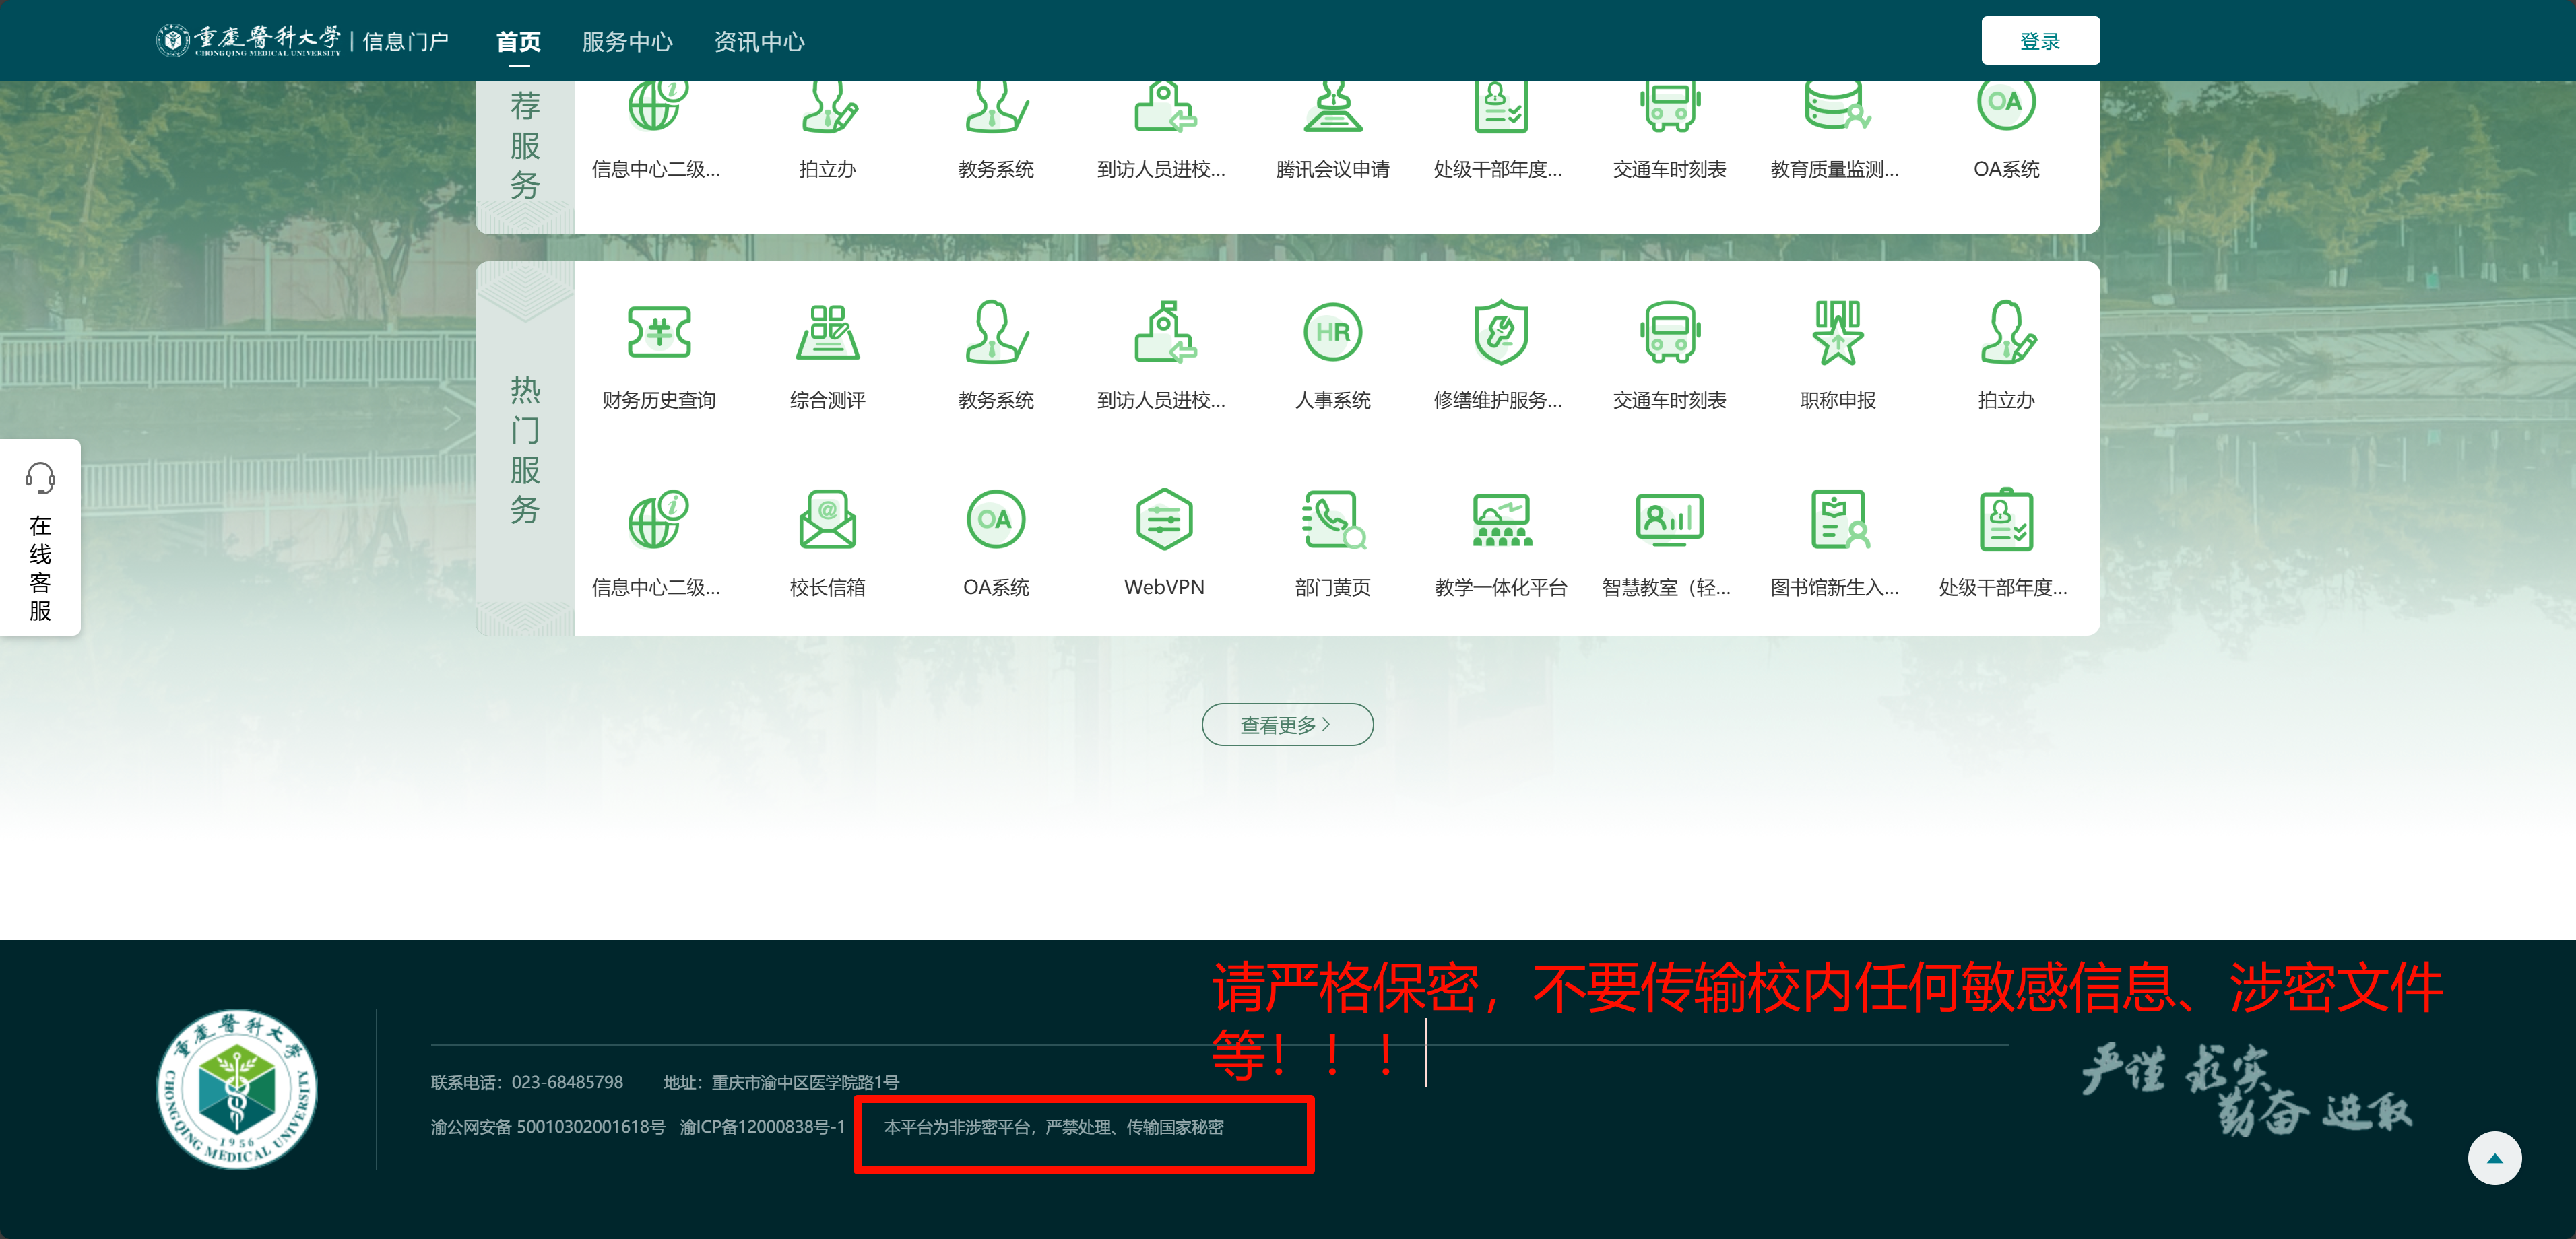 重庆医科大学 | 信息门户 首页 服务中心 资讯中心 登录
CHONGQING MEDICAL UNIVERSITY
荐服务
信息中心二级... 拍立办 教务系统 到访人员进校... 腾讯会议申请 处级干部年度... 交通车时刻表 教育质量监测... OA系统
热门服务
财务历史查询 综合测评 教务系统 到访人员进校... 人事系统 修缮维护服务... 交通车时刻表 职称申报 拍立办
信息中心二级... 校长信箱 OA系统 WebVPN 部门黄页 教学一体化平台 智慧教室（轻... 图书馆新生入... 处级干部年度...
在线客服
查看更多 >
请严格保密，不要传输校内任何敏感信息、涉密文件
等！！！
重庆医科大学
CHONGQING MEDICAL UNIVERSITY
1956
联系电话：023-68485798 地址：重庆市渝中区医学院路1号
渝公网安备 50010302001618号 渝ICP备12000838号-1 本平台为非涉密平台，严禁处理、传输国家秘密
严谨 求实
勤奋 进取